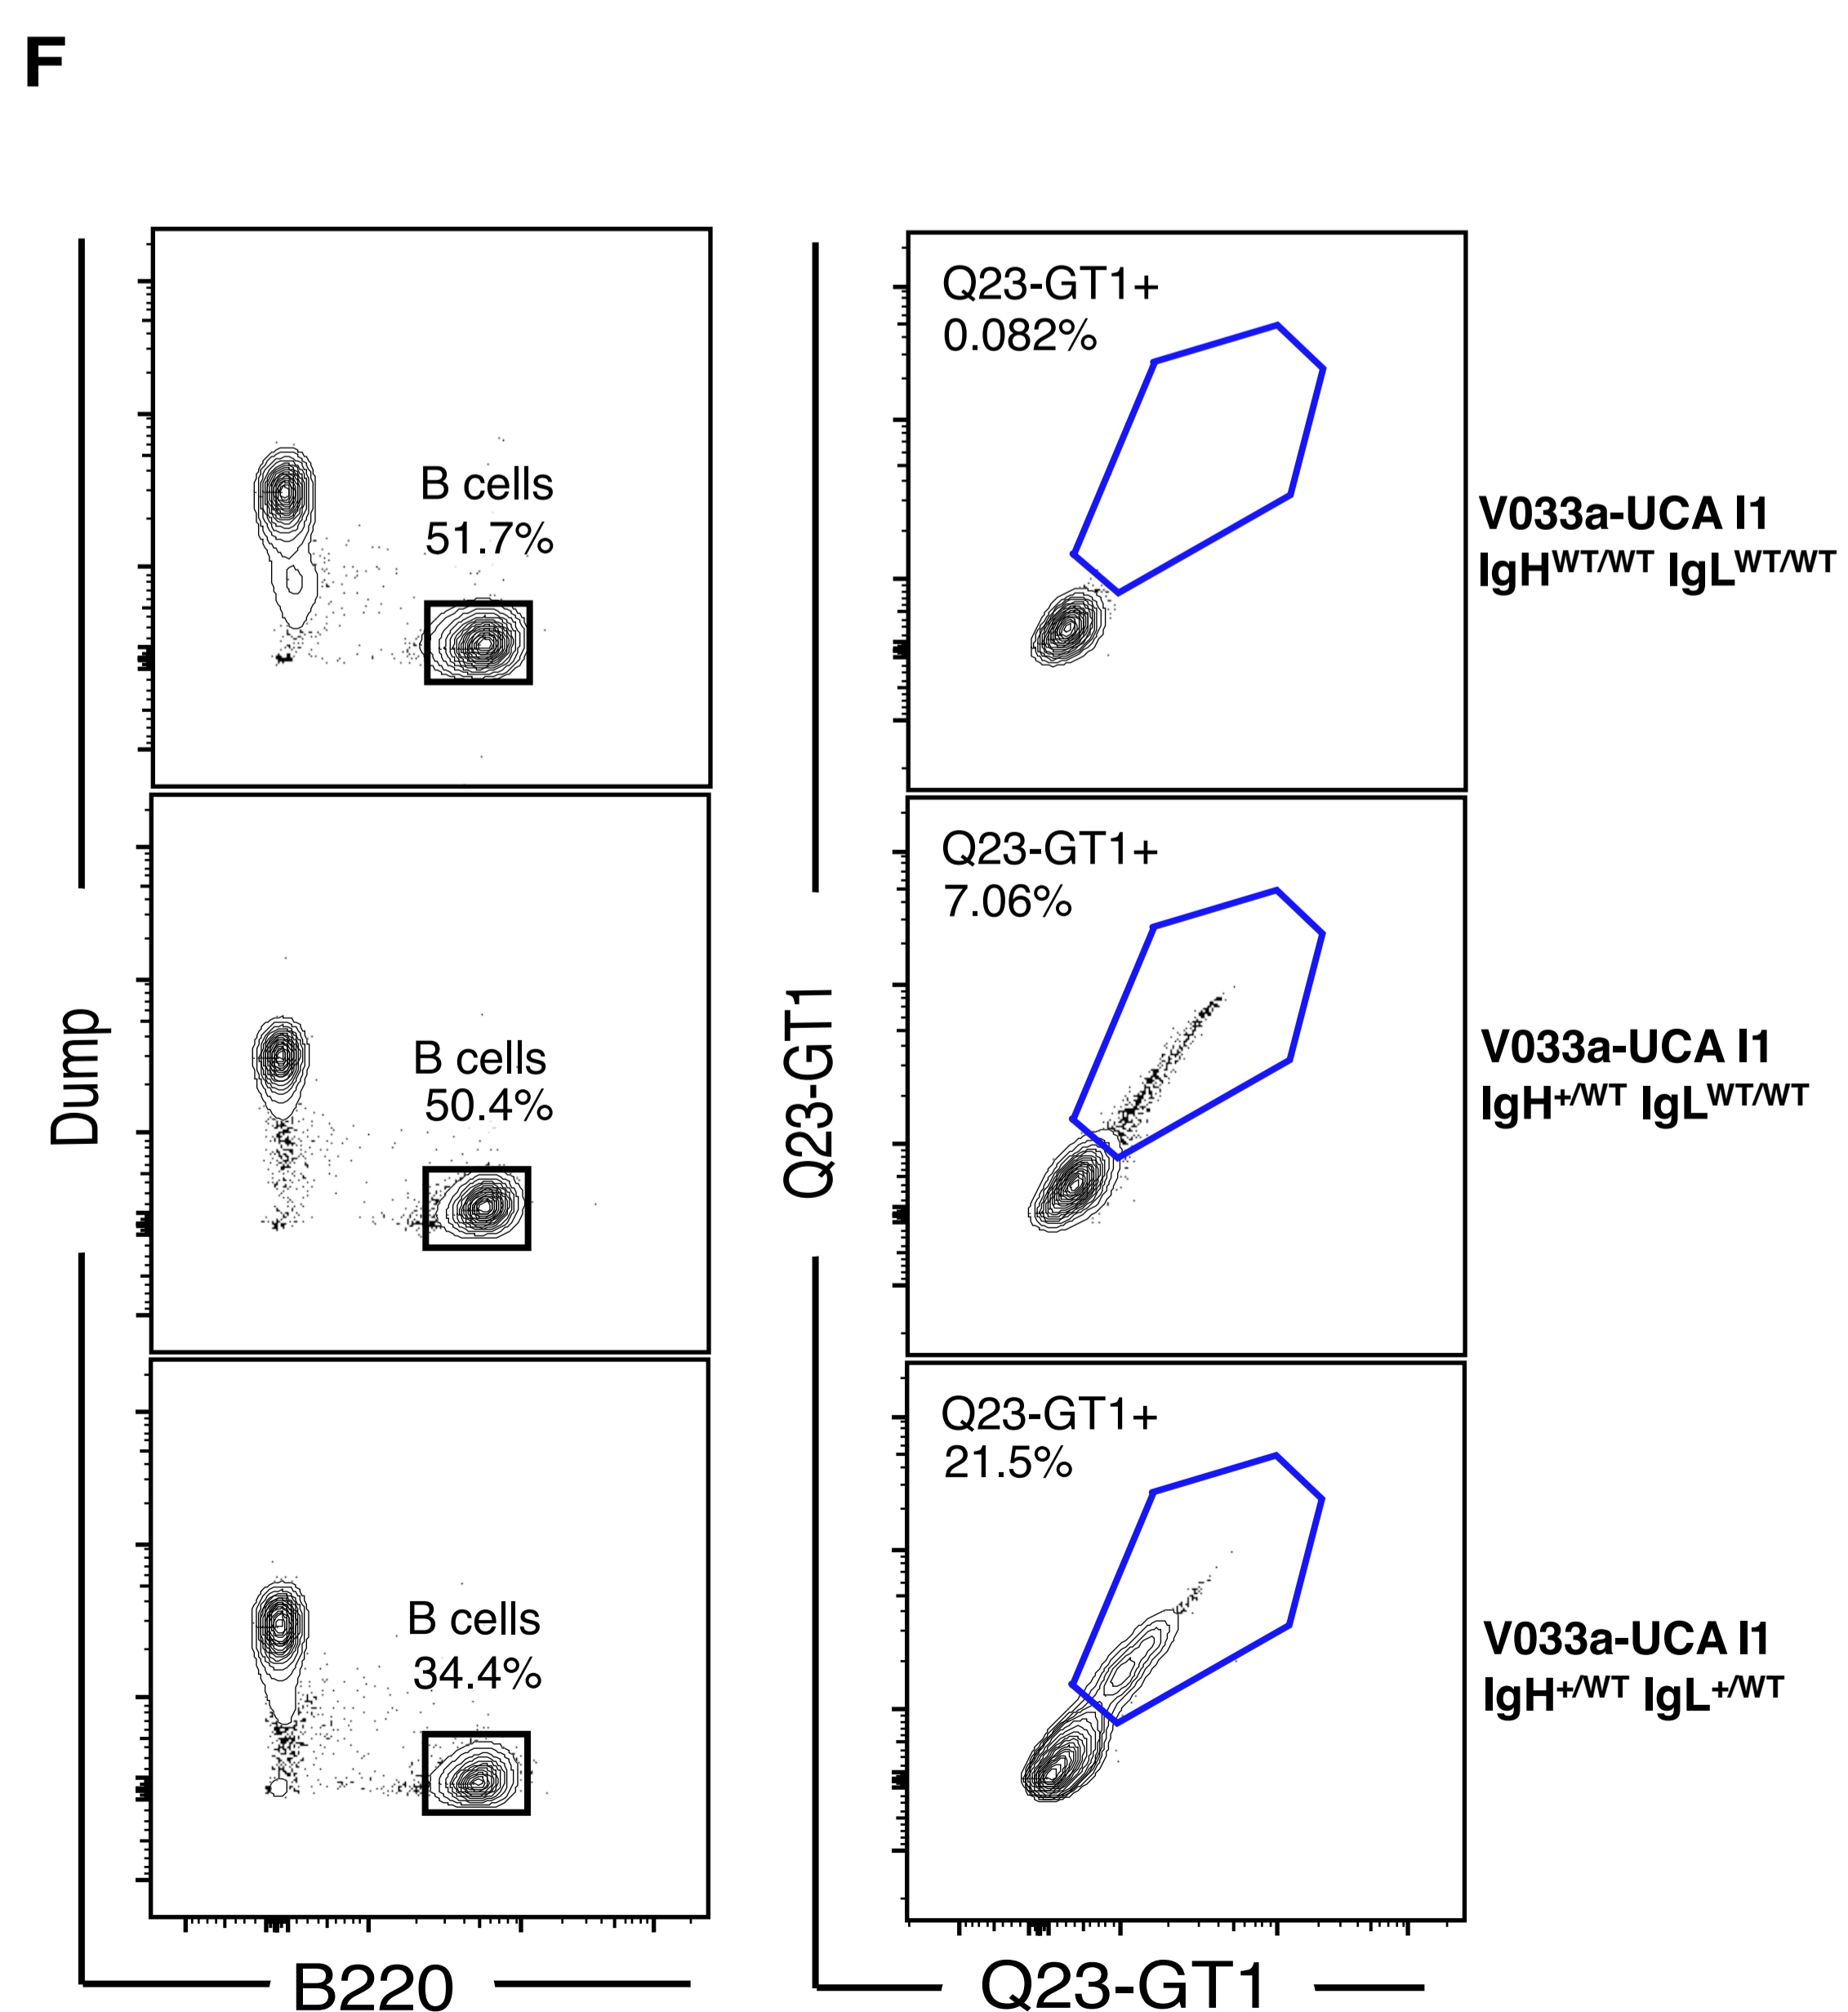 F
B cells
51.7%
Q23-GT1+
0.082%
V033a-UCA I1
IgHWT/WT IgLWT/WT
B cells
50.4%
Q23-GT1+
7.06%
V033a-UCA I1
IgH+/WT IgLWT/WT
Dump
Q23-GT1
B cells
34.4%
Q23-GT1+
21.5%
V033a-UCA I1
IgH+/WT IgL+/WT
B220
Q23-GT1